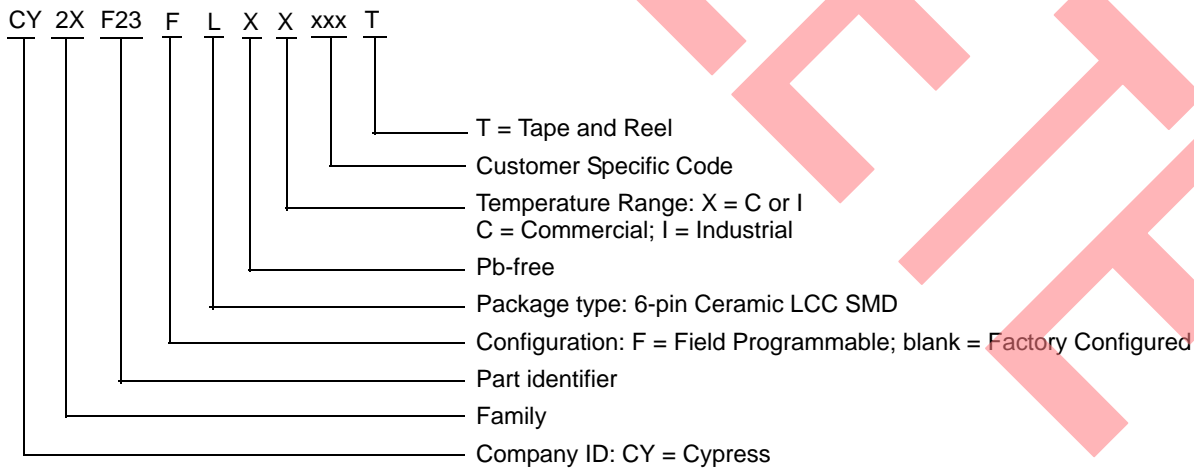 CY 2X F23 F L X X xxx T
T = Tape and Reel
Customer Specific Code
Temperature Range: X = C or I
C = Commercial; I = Industrial
Pb-free
Package type: 6-pin Ceramic LCC SMD
Configuration: F = Field Programmable; blank = Factory Configured
Part identifier
Family
Company ID: CY = Cypress